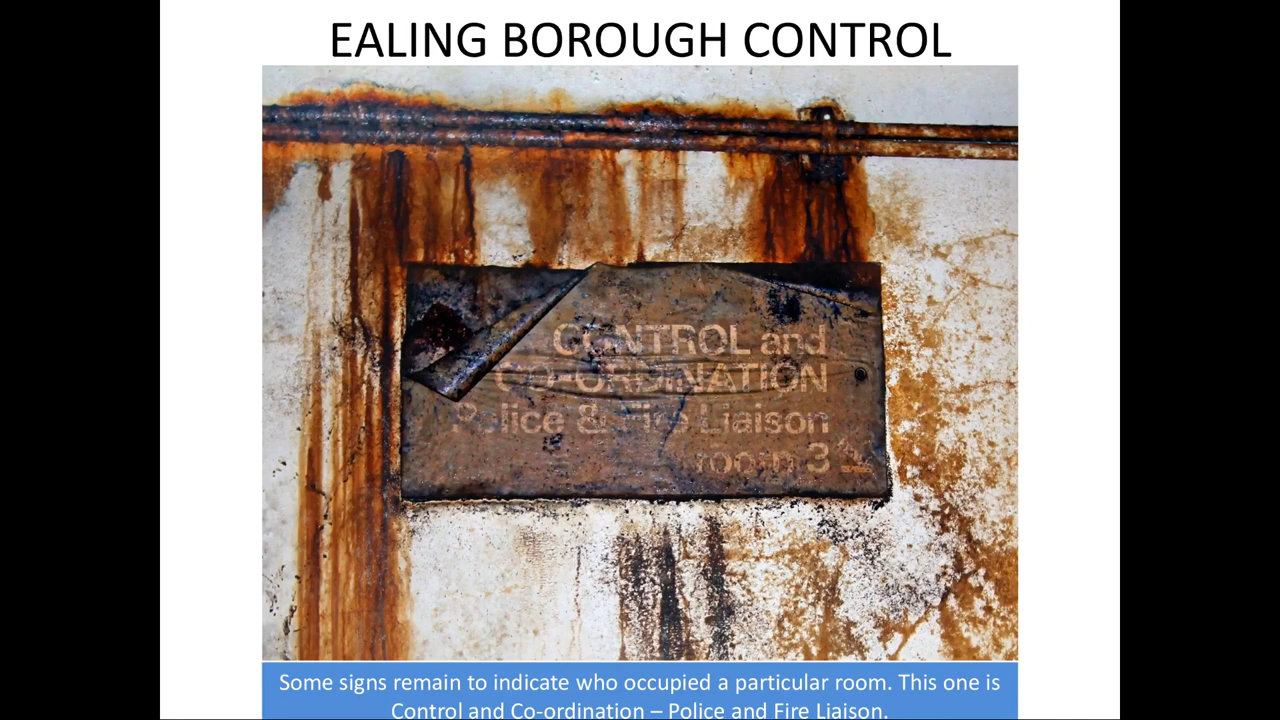 EALING BOROUGH CONTROL
CONTROL and
CO-ORDINATION
Police & Fire Liaison
room 3
Some signs remain to indicate who occupied a particular room. This one is
Control and Co-ordination – Police and Fire Liaison.